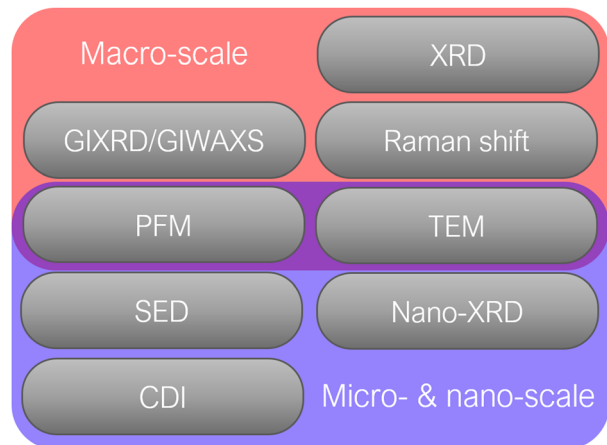 Macro-scale
XRD
GIXRD/GIWAXS
Raman shift
PFM
TEM
SED
Nano-XRD
CDI
Micro- & nano-scale